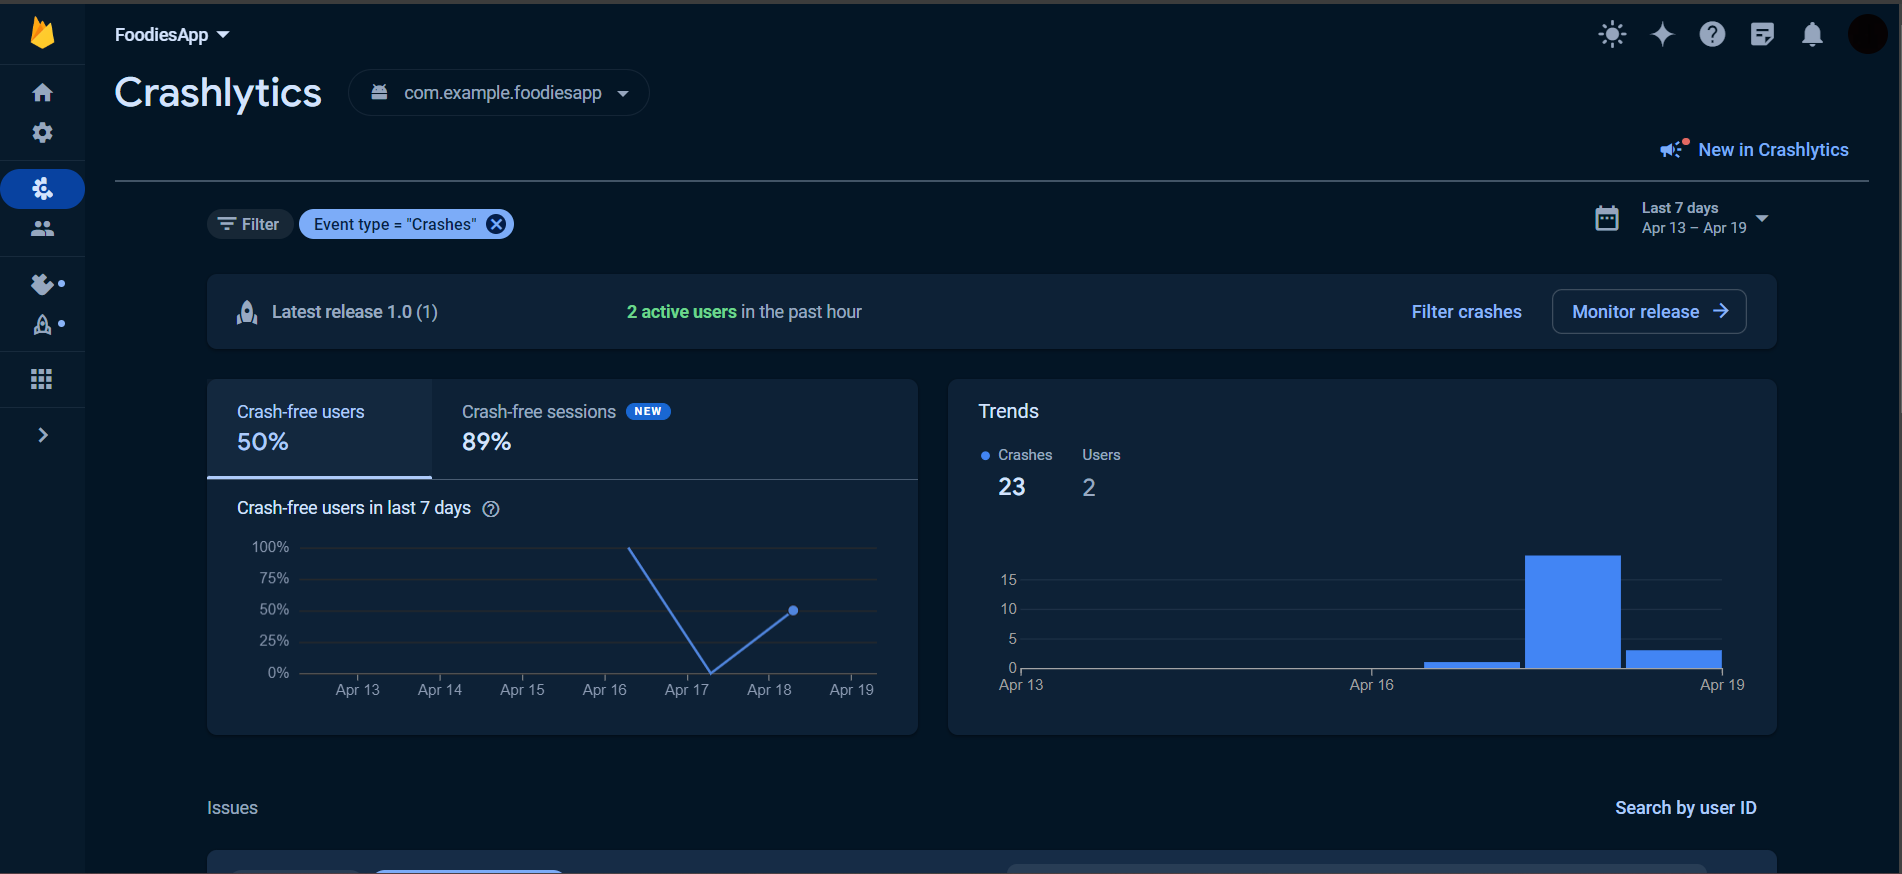 FoodiesApp
Crashlytics
com.example.foodiesapp
New in Crashlytics
Filter
Event type = "Crashes"
Last 7 days
Apr 13 – Apr 19
Latest release 1.0 (1)
2 active users in the past hour
Filter crashes
Monitor release
Crash-free users
50%
Crash-free sessions NEW
89%
Crash-free users in last 7 days
100%
75%
50%
25%
0%
Apr 13 Apr 14 Apr 15 Apr 16 Apr 17 Apr 18 Apr 19
Trends
Crashes Users
23 2
15
10
5
0
Apr 13 Apr 16 Apr 19
Issues
Search by user ID